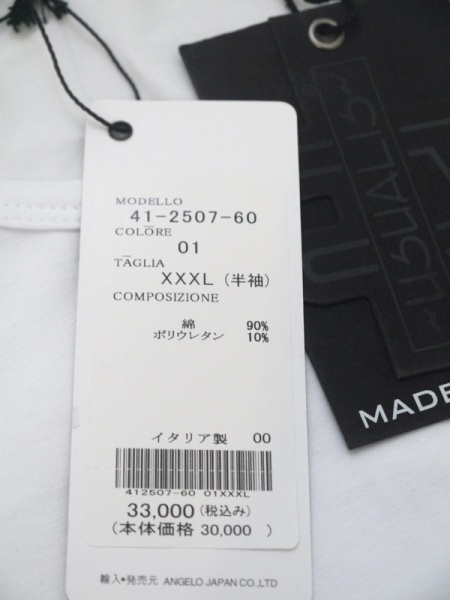 MODELLO
41-2507-60
COLŌRE
01
TĀGLIA
XXXL (半袖)
COMPOSIZIONE
綿 90%
ポリウレタン 10%
イタリア製 00
412507-60 01XXXL
33,000 (税込み)
(本体価格 30,000 )
輸入・発売元 ANGELO JAPAN CO.,LTD
MADE